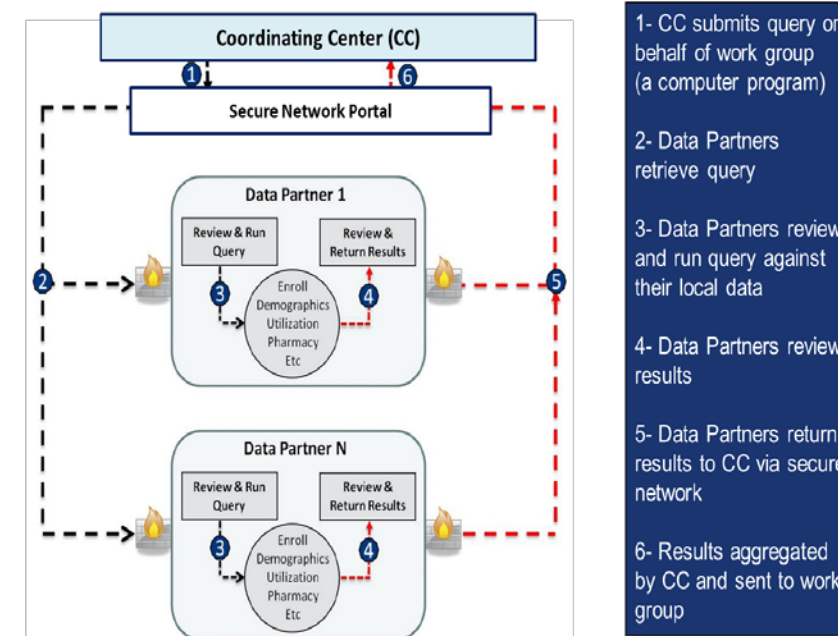 Coordinating Center (CC)
1
6
Secure Network Portal
Data Partner 1
Review & Run
Query
Review &
Return Results
2
3
4
5
Enroll
Demographics
Utilization
Pharmacy
Etc
Data Partner N
Review & Run
Query
Review &
Return Results
3
4
Enroll
Demographics
Utilization
Pharmacy
Etc
1- CC submits query on
behalf of work group
(a computer program)
2- Data Partners
retrieve query
3- Data Partners review
and run query against
their local data
4- Data Partners review
results
5- Data Partners return
results to CC via secure
network
6- Results aggregated
by CC and sent to work
group